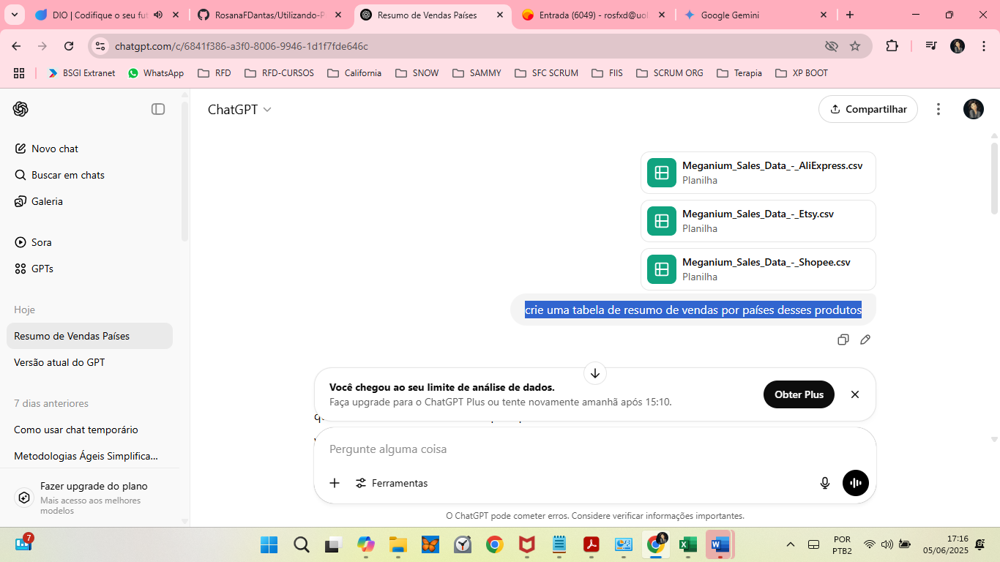 DIO | Codifique o seu fut
RosanaFDantas/Utilizando-P
Resumo de Vendas Países
Entrada (6049) - rosfxd@uol
Google Gemini
chatgpt.com/c/6841f386-a3f0-8006-9946-1d1f7fde646c
BSGI Extranet
WhatsApp
RFD
RFD-CURSOS
California
SNOW
SAMMY
SFC SCRUM
FIIS
SCRUM ORG
Terapia
XP BOOT
ChatGPT
Compartilhar
Novo chat
Buscar em chats
Galeria
Sora
GPTs
Hoje
Resumo de Vendas Países
Versão atual do GPT
7 dias anteriores
Como usar chat temporário
Metodologias Ágeis Simplifica...
Fazer upgrade do plano
Mais acesso aos melhores
modelos
Meganium_Sales_Data_-_AliExpress.csv
Planilha
Meganium_Sales_Data_-_Etsy.csv
Planilha
Meganium_Sales_Data_-_Shopee.csv
Planilha
crie uma tabela de resumo de vendas por países desses produtos
Você chegou ao seu limite de análise de dados.
Faça upgrade para o ChatGPT Plus ou tente novamente amanhã após 15:10.
Obter Plus
Pergunte alguma coisa
Ferramentas
O ChatGPT pode cometer erros. Considere verificar informações importantes.
7
POR
PTB2
17:16
05/06/2025